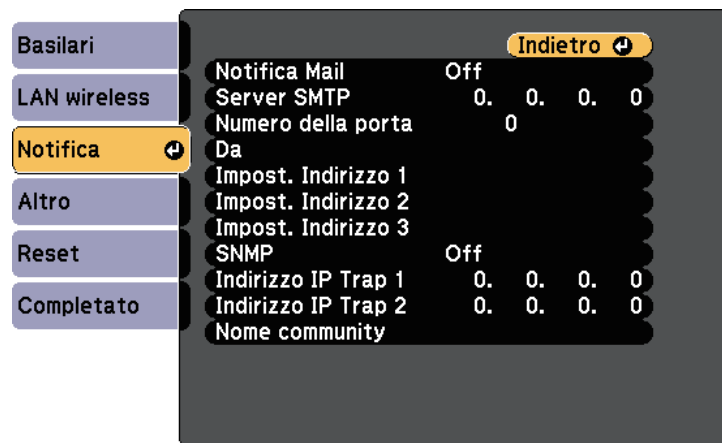 Basilari
LAN wireless
Notifica
Altro
Reset
Completato
Indietro
Notifica Mail Off
Server SMTP 0. 0. 0. 0
Numero della porta 0
Da
Impost. Indirizzo 1
Impost. Indirizzo 2
Impost. Indirizzo 3
SNMP Off
Indirizzo IP Trap 1 0. 0. 0. 0
Indirizzo IP Trap 2 0. 0. 0. 0
Nome community